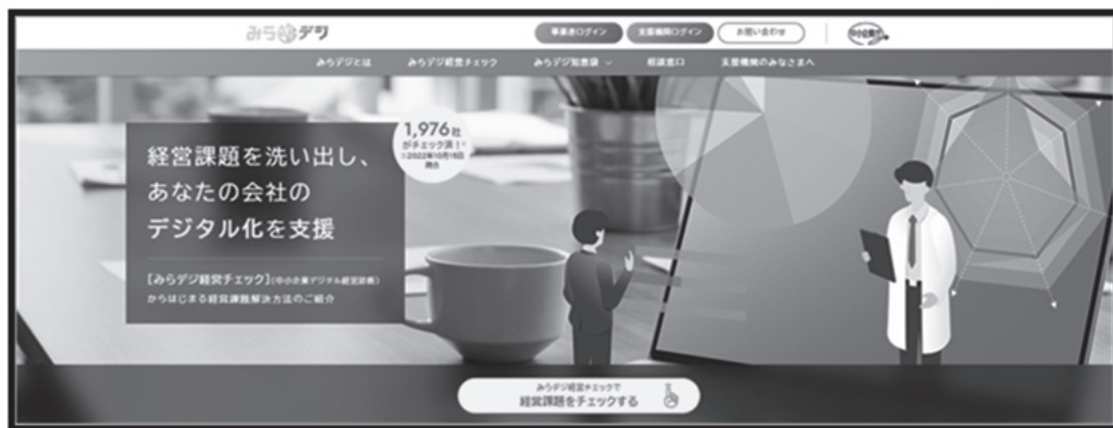 みらデジ
事業者ログイン
支援機関ログイン
お問い合わせ
中小企業庁
みらデジとは
みらデジ経営チェック
みらデジ知恵袋
相談窓口
支援機関のみなさまへ
1,976社
がチェック済!※
※2022年10月15日
時点
経営課題を洗い出し、
あなたの会社の
デジタル化を支援
[みらデジ経営チェック](中小企業デジタル経営診断)
からはじまる経営課題解決方法のご紹介
みらデジ経営チェックで
経営課題をチェックする